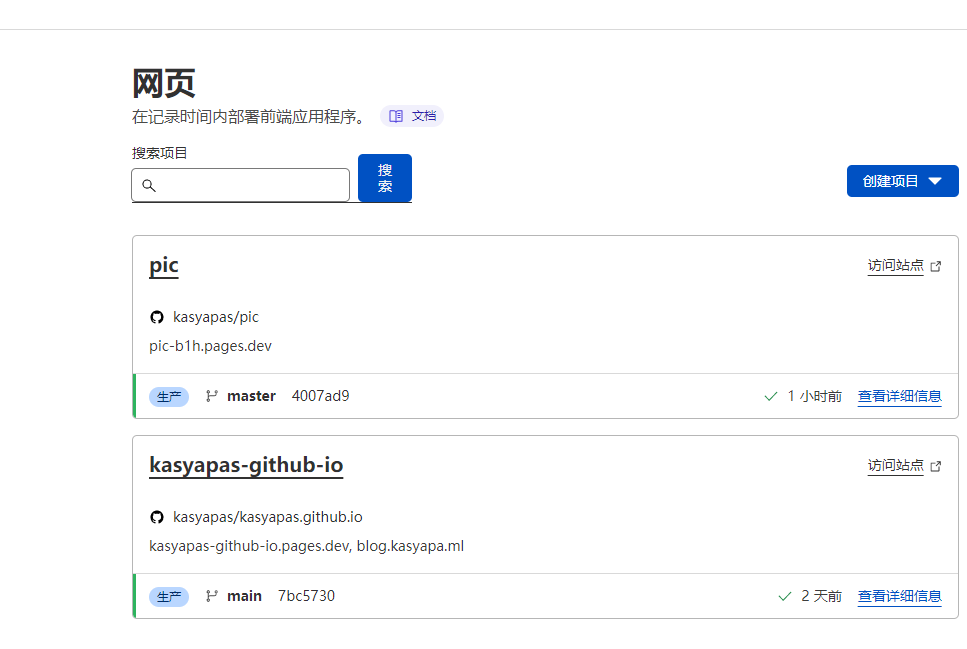 网页
在记录时间内部署前端应用程序。 文档
搜索项目
搜索
创建项目
pic 访问站点
kasyapas/pic
pic-b1h.pages.dev
生产 master 4007ad9 1 小时前 查看详细信息
kasyapas-github-io 访问站点
kasyapas/kasyapas.github.io
kasyapas-github-io.pages.dev, blog.kasyapa.ml
生产 main 7bc5730 2 天前 查看详细信息